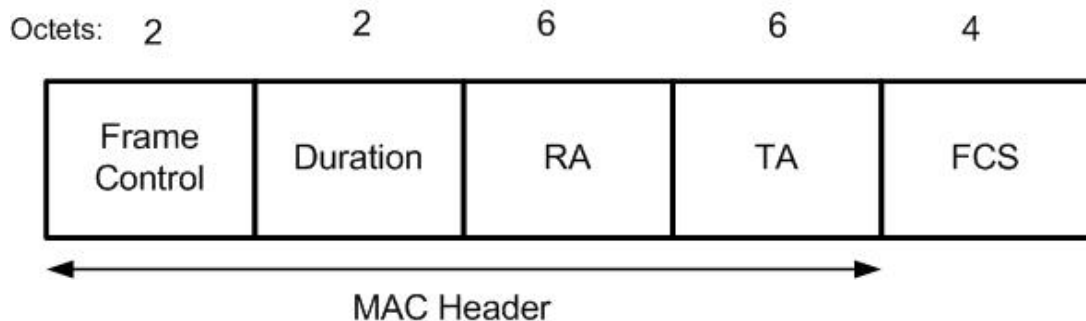 Octets: 2 2 6 6 4
Frame
Control
Duration
RA
TA
FCS
MAC Header